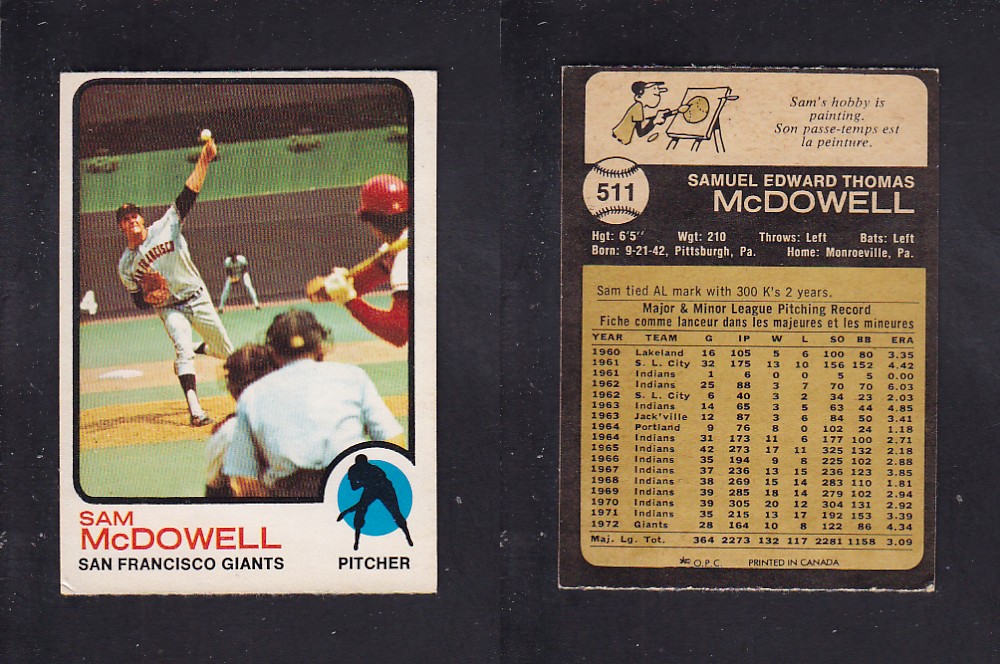 SAN FRANCISCO
SAM
McDOWELL
SAN FRANCISCO GIANTS
PITCHER
Sam's hobby is
painting.
Son passe-temps est
la peinture.
511
SAMUEL EDWARD THOMAS
McDOWELL
Hgt: 6'5" Wgt: 210 Throws: Left Bats: Left
Born: 9-21-42, Pittsburgh, Pa. Home: Monroeville, Pa.
Sam tied AL mark with 300 K's 2 years.
Major & Minor League Pitching Record
Fiche comme lanceur dans les majeures et les mineures
YEAR TEAM G IP W L SO BB ERA
1960 Lakeland 16 105 5 6 100 80 3.35
1961 S. L. City 32 175 13 10 156 152 4.42
1961 Indians 1 6 0 0 5 5 0.00
1962 Indians 25 88 3 7 70 70 6.03
1962 S. L. City 6 40 3 2 34 23 2.03
1963 Indians 14 65 3 5 63 44 4.85
1963 Jack'ville 12 87 3 6 84 50 3.41
1964 Portland 9 76 8 0 102 24 1.18
1964 Indians 31 173 11 6 177 100 2.71
1965 Indians 42 273 17 11 325 132 2.18
1966 Indians 35 194 9 8 225 102 2.88
1967 Indians 37 236 13 15 236 123 3.85
1968 Indians 38 269 15 14 283 110 1.81
1969 Indians 39 285 18 14 279 102 2.94
1970 Indians 39 305 20 12 304 131 2.92
1971 Indians 35 215 13 17 192 153 3.39
1972 Giants 28 164 10 8 122 86 4.34
Maj. Lg. Tot. 364 2273 132 117 2281 1158 3.09
* O.P.C. PRINTED IN CANADA